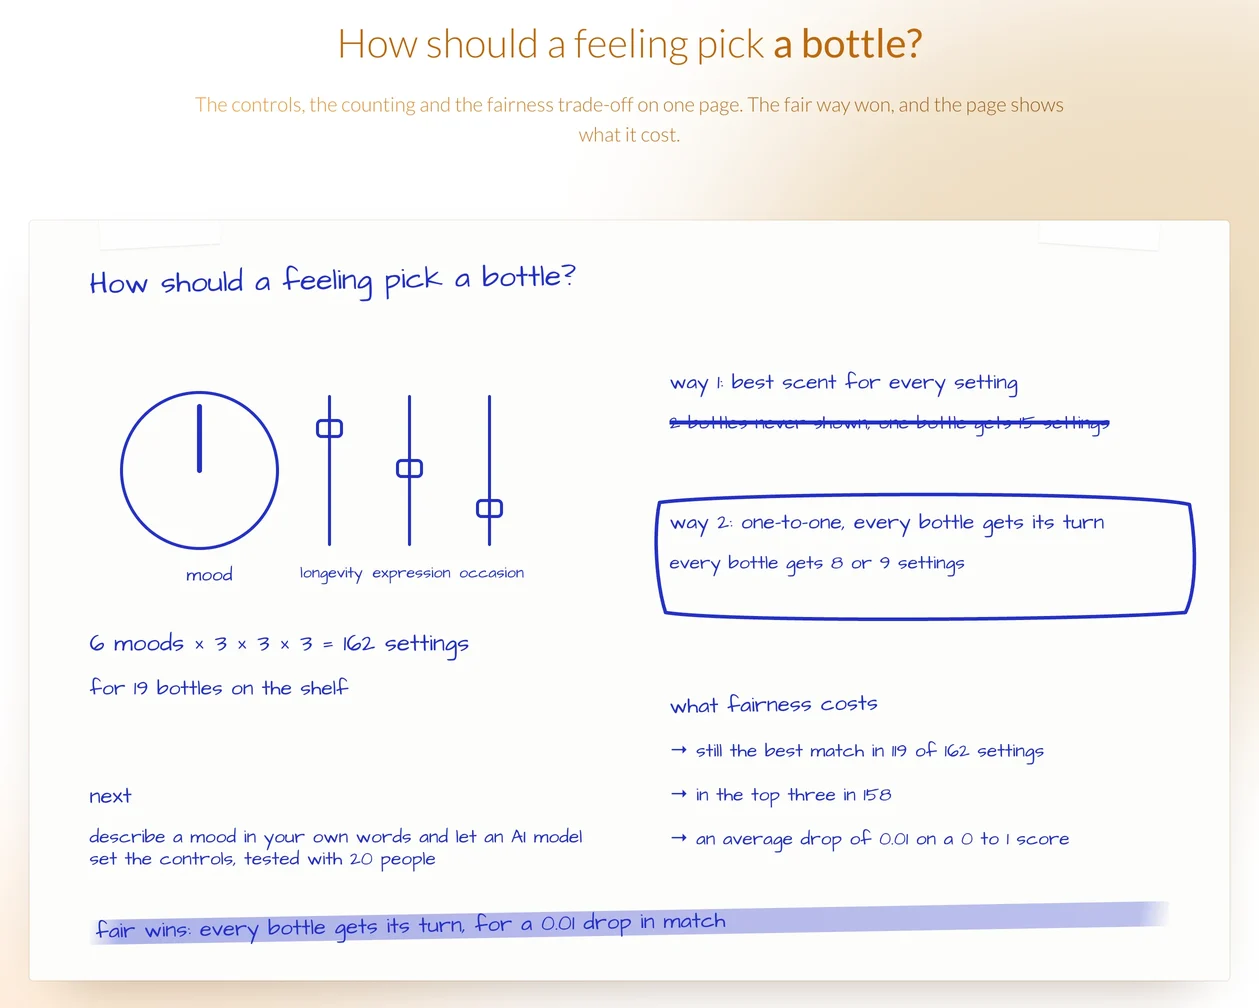 How should a feeling pick a bottle?
The controls, the counting and the fairness trade-off on one page. The fair way won, and the page shows
what it cost.
How should a feeling pick a bottle?
mood
longevity expression occasion
6 moods × 3 × 3 × 3 = 162 settings
for 19 bottles on the shelf
next
describe a mood in your own words and let an AI model
set the controls, tested with 20 people
way 1: best scent for every setting
2 bottles never shown, one bottle gets 15 settings
way 2: one-to-one, every bottle gets its turn
every bottle gets 8 or 9 settings
what fairness costs
→ still the best match in 119 of 162 settings
→ in the top three in 158
→ an average drop of 0.01 on a 0 to 1 score
fair wins: every bottle gets its turn, for a 0.01 drop in match